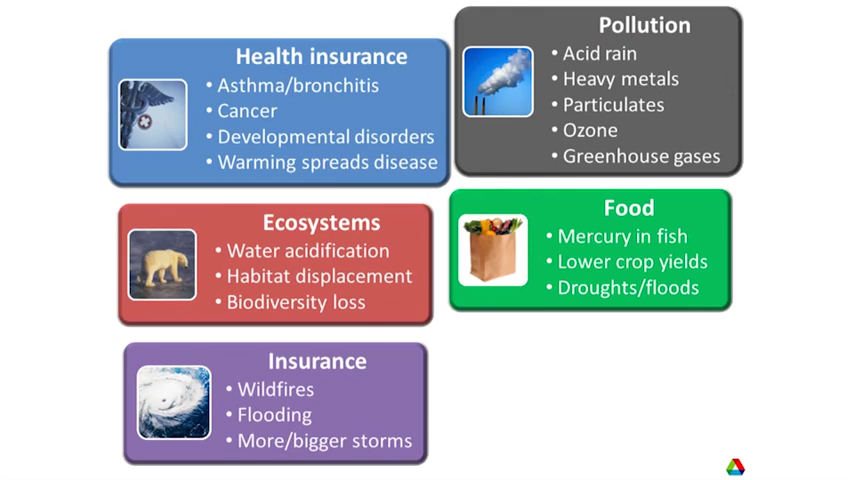 Health insurance
• Asthma/bronchitis
• Cancer
• Developmental disorders
• Warming spreads disease
Pollution
• Acid rain
• Heavy metals
• Particulates
• Ozone
• Greenhouse gases
Ecosystems
• Water acidification
• Habitat displacement
• Biodiversity loss
Food
• Mercury in fish
• Lower crop yields
• Droughts/floods
Insurance
• Wildfires
• Flooding
• More/bigger storms